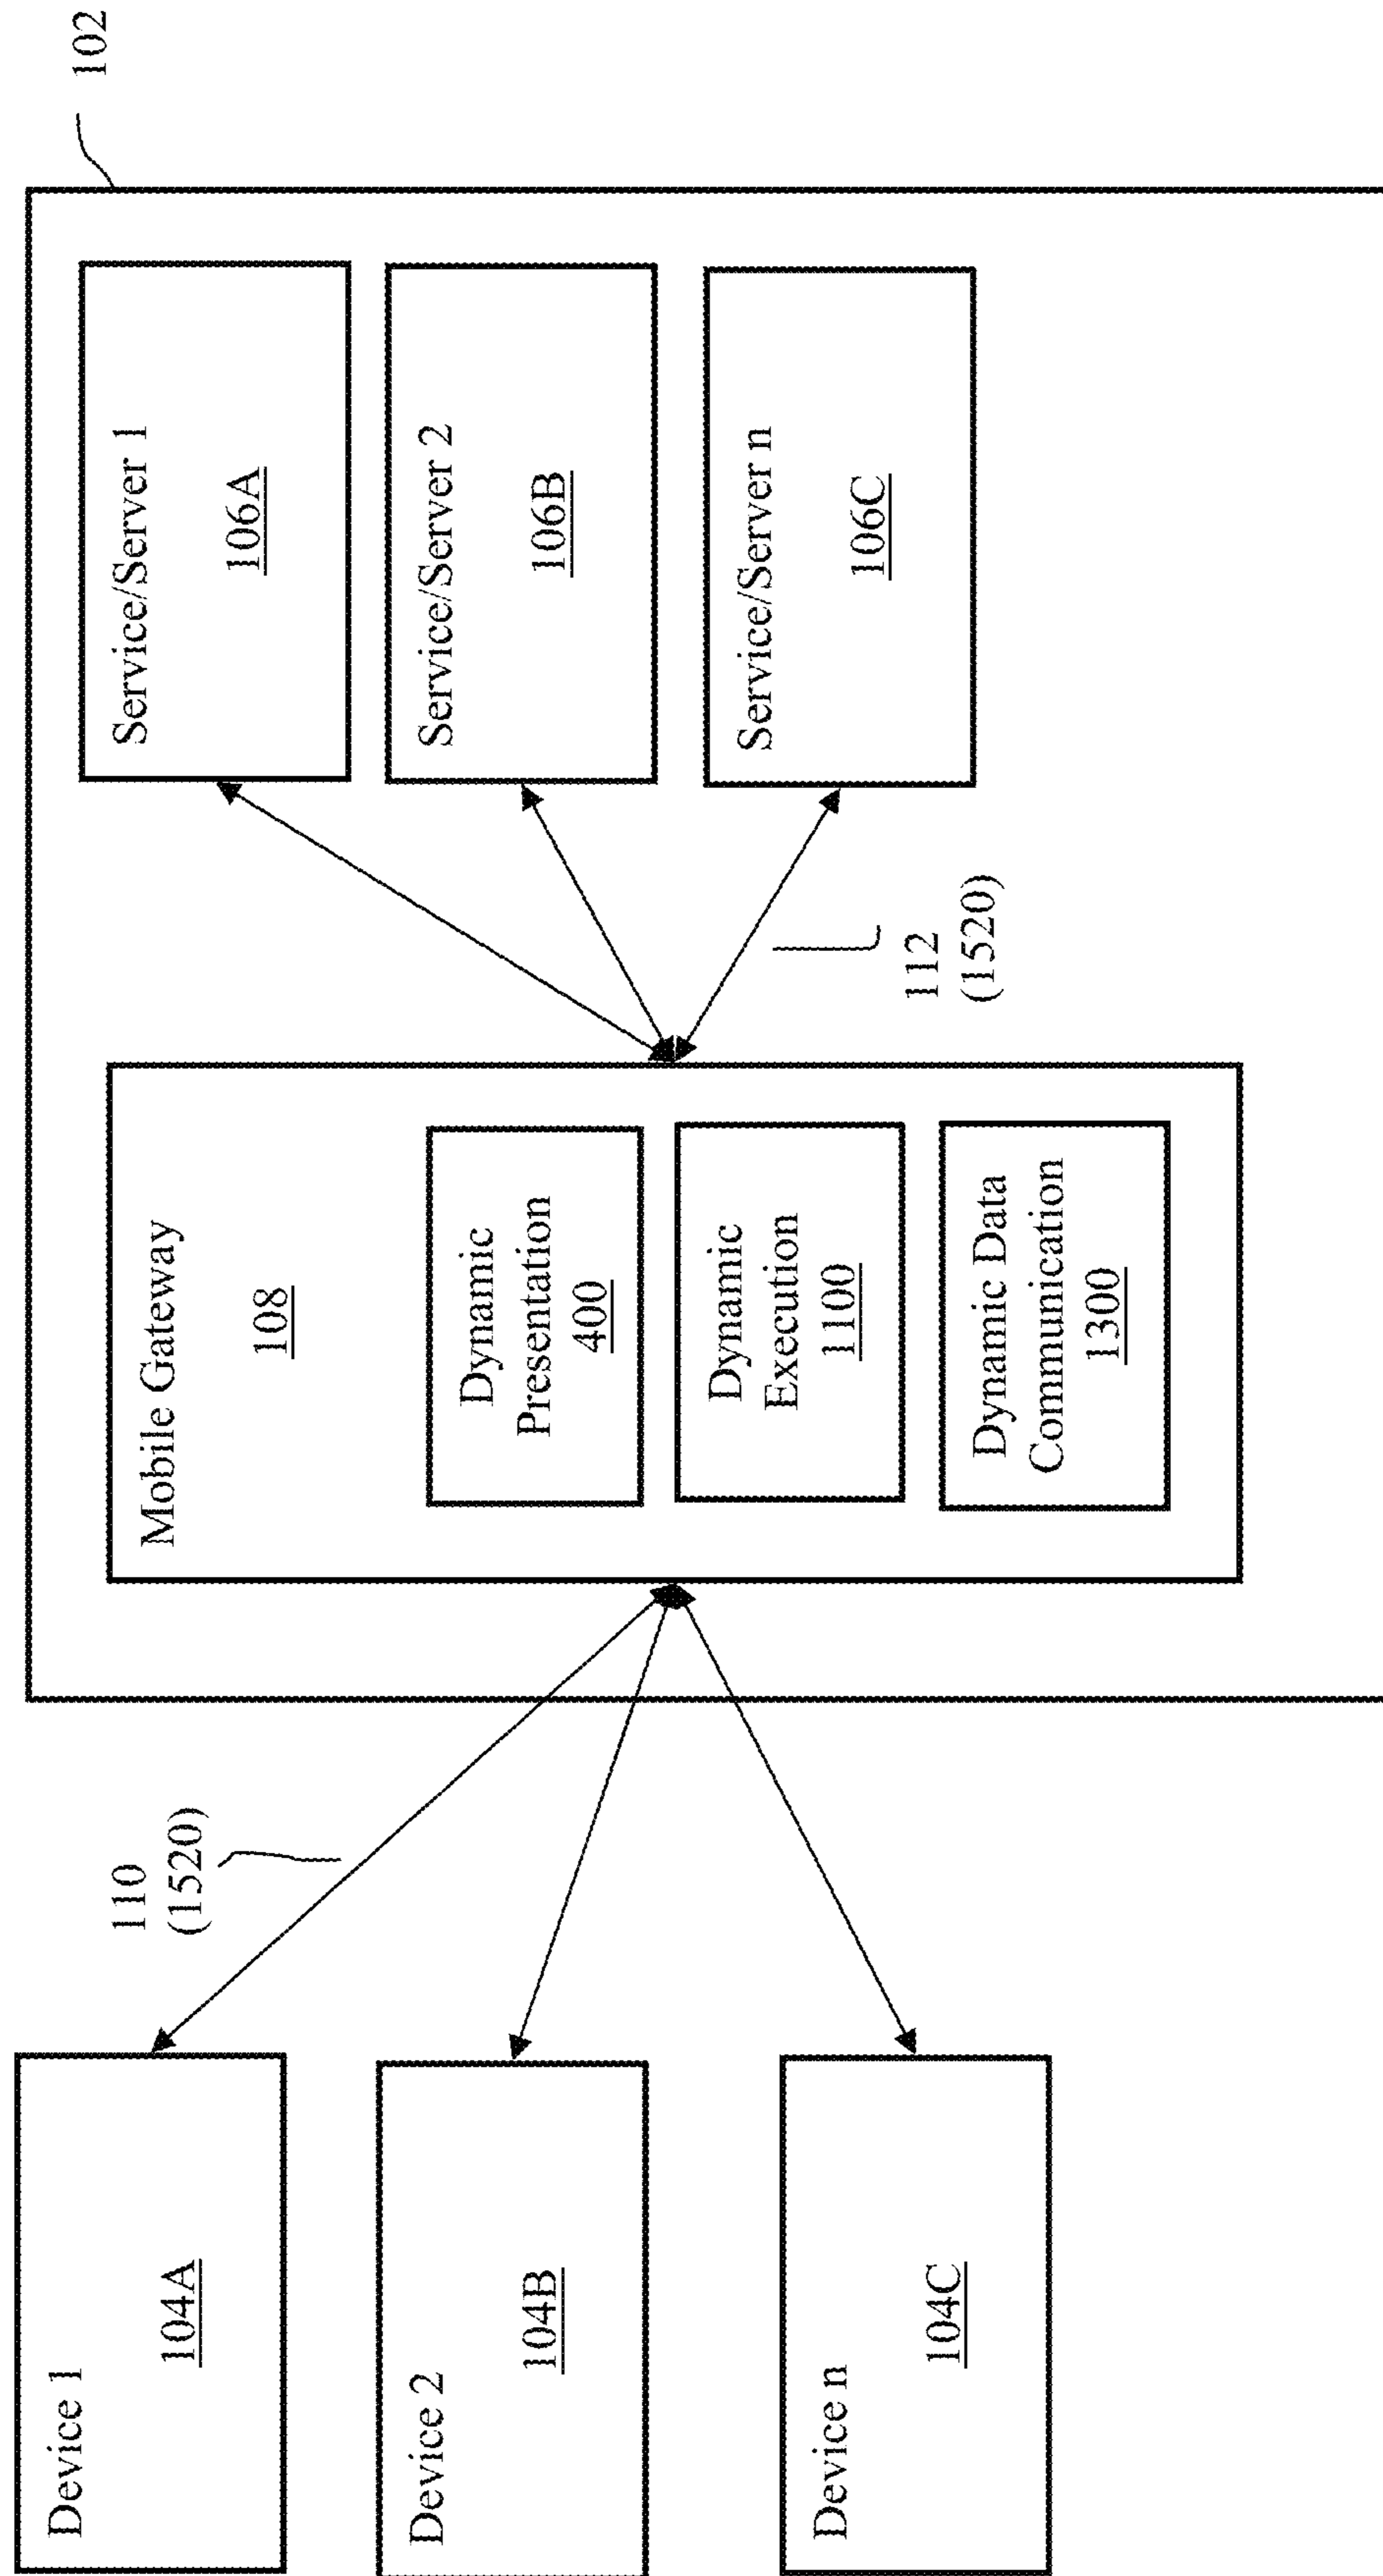 102
Device 1
104A
Device 2
104B
Device n
104C
110
(1520)
Mobile Gateway
108
Dynamic
Presentation
400
Dynamic
Execution
1100
Dynamic Data
Communication
1300
112
(1520)
Service/Server 1
106A
Service/Server 2
106B
Service/Server n
106C